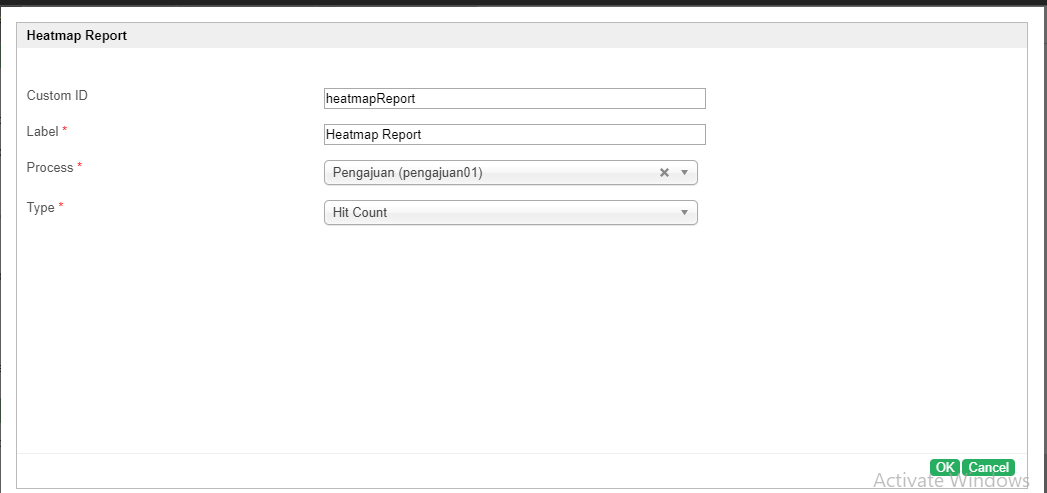 Heatmap Report
Custom ID
heatmapReport
Label *
Heatmap Report
Process *
Pengajuan (pengajuan01)
Type *
Hit Count
OK Cancel
Activate Windows